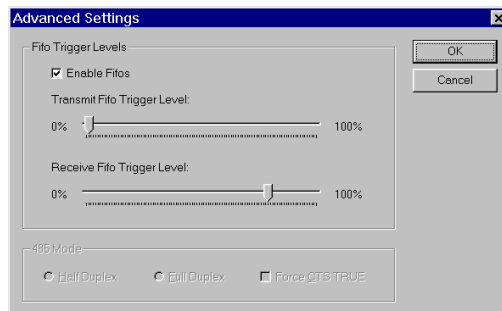 Advanced Settings
Fifo Trigger Levels
Enable Fifos
Transmit Fifo Trigger Level:
0% 100%
Receive Fifo Trigger Level:
0% 100%
485 Mode
Half Duplex Full Duplex Force CTS TRUE
OK
Cancel